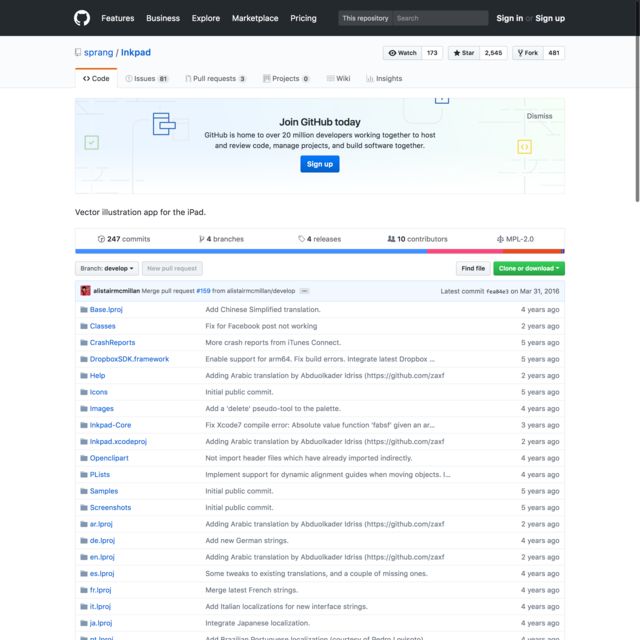 Features Business Explore Marketplace Pricing This repository Search Sign in or Sign up
sprang / Inkpad Watch 173 Star 2,545 Fork 481
Code Issues 81 Pull requests 3 Projects 0 Wiki Insights
Join GitHub today
Dismiss
GitHub is home to over 20 million developers working together to host
and review code, manage projects, and build software together.
Sign up
Vector illustration app for the iPad.
247 commits 4 branches 4 releases 10 contributors MPL-2.0
Branch: develop New pull request Find file Clone or download
alistairmcmillan Merge pull request #159 from alistairmcmillan/develop ... Latest commit fea84e3 on Mar 31, 2016
Base.lproj Add Chinese Simplified translation. 4 years ago
Classes Fix for Facebook post not working 2 years ago
CrashReports More crash reports from iTunes Connect. 5 years ago
DropboxSDK.framework Enable support for arm64. Fix build errors. Integrate latest Dropbox ... 2 years ago
Help Adding Arabic translation by Abduolkader Idriss (https://github.com/zaxf 2 years ago
Icons Initial public commit. 5 years ago
Images Add a 'delete' pseudo-tool to the palette. 4 years ago
Inkpad-Core Fix Xcode7 compile error: Absolute value function 'fabsf' given an ar... 3 years ago
Inkpad.xcodeproj Adding Arabic translation by Abduolkader Idriss (https://github.com/zaxf 2 years ago
Openclipart Not import header files which have already imported indirectly. 4 years ago
PLists Implement support for dynamic alignment guides when moving objects. I... 4 years ago
Samples Initial public commit. 5 years ago
Screenshots Initial public commit. 5 years ago
ar.lproj Adding Arabic translation by Abduolkader Idriss (https://github.com/zaxf 2 years ago
de.lproj Add new German strings. 4 years ago
en.lproj Adding Arabic translation by Abduolkader Idriss (https://github.com/zaxf 2 years ago
es.lproj Some tweaks to existing translations, and a couple of missing ones. 4 years ago
fr.lproj Merge latest French strings. 4 years ago
it.lproj Add Italian localizations for new interface strings. 4 years ago
ja.lproj Integrate Japanese localization. 4 years ago
pt.lproj Add Brazilian Portuguese localization (courtesy of Pedro Luisoto). 4 years ago